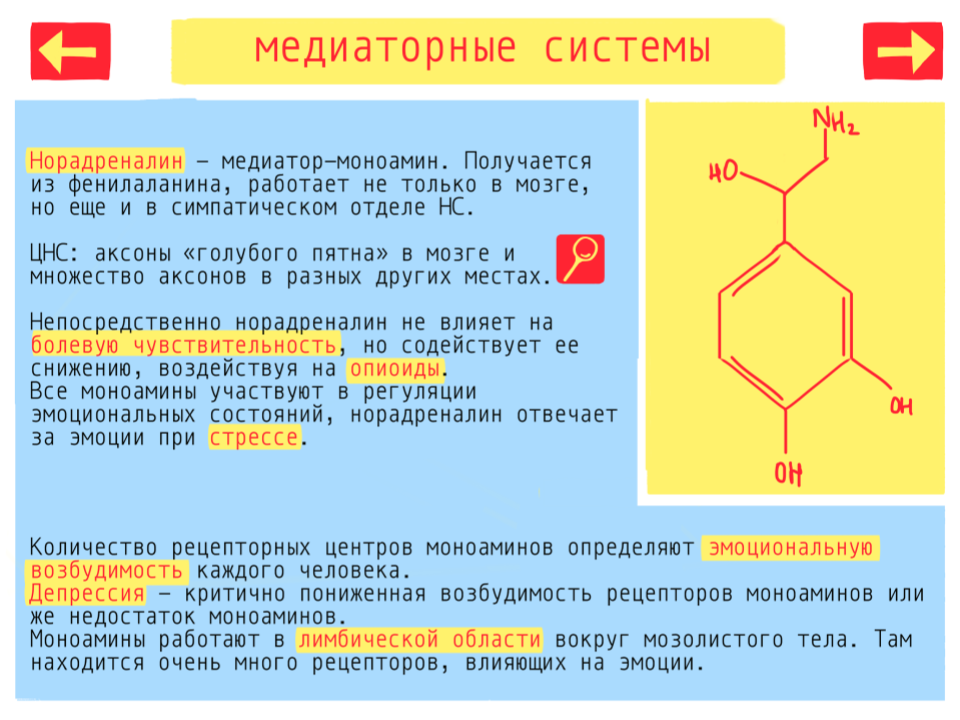 медиаторные системы
Норадреналин – медиатор-моноамин. Получается
из фенилаланина, работает не только в мозге,
но еще и в симпатическом отделе НС.
ЦНС: аксоны «голубого пятна» в мозге и
множество аксонов в разных других местах.
Непосредственно норадреналин не влияет на
болевую чувствительность, но содействует ее
снижению, воздействуя на опиоиды.
Все моноамины участвуют в регуляции
эмоциональных состояний, норадреналин отвечает
за эмоции при стрессе.
NH2
HO
OH
OH
Количество рецепторных центров моноаминов определяют эмоциональную
возбудимость каждого человека.
Депрессия – критично пониженная возбудимость рецепторов моноаминов или
же недостаток моноаминов.
Моноамины работают в лимбической области вокруг мозолистого тела. Там
находится очень много рецепторов, влияющих на эмоции.